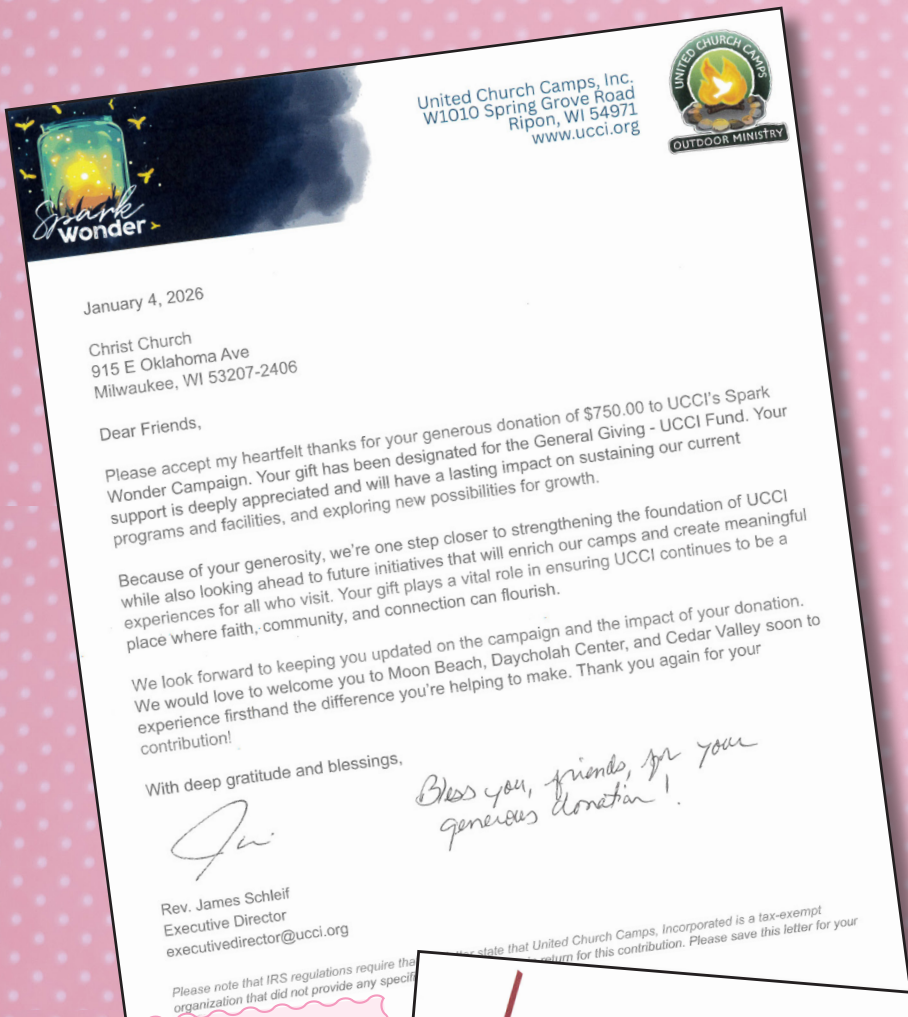 Spark
Wonder
United Church Camps, Inc.
W1010 Spring Grove Road
Ripon, WI 54971
www.ucci.org
UNITED CHURCH CAMPS
OUTDOOR MINISTRY
January 4, 2026
Christ Church
915 E Oklahoma Ave
Milwaukee, WI 53207-2406
Dear Friends,
Please accept my heartfelt thanks for your generous donation of $750.00 to UCCI's Spark
Wonder Campaign. Your gift has been designated for the General Giving - UCCI Fund. Your
support is deeply appreciated and will have a lasting impact on sustaining our current
programs and facilities, and exploring new possibilities for growth.
Because of your generosity, we're one step closer to strengthening the foundation of UCCI
while also looking ahead to future initiatives that will enrich our camps and create meaningful
experiences for all who visit. Your gift plays a vital role in ensuring UCCI continues to be a
place where faith, community, and connection can flourish.
We look forward to keeping you updated on the campaign and the impact of your donation.
We would love to welcome you to Moon Beach, Daycholah Center, and Cedar Valley soon to
experience firsthand the difference you're helping to make. Thank you again for your
contribution!
With deep gratitude and blessings,
Bless you, friends, for your
generous donation!
Rev. James Schleif
Executive Director
executivedirector@ucci.org
Please note that IRS regulations require state that United Church Camps, Incorporated is a tax-exempt
organization that did not provide any return for this contribution. Please save this letter for your